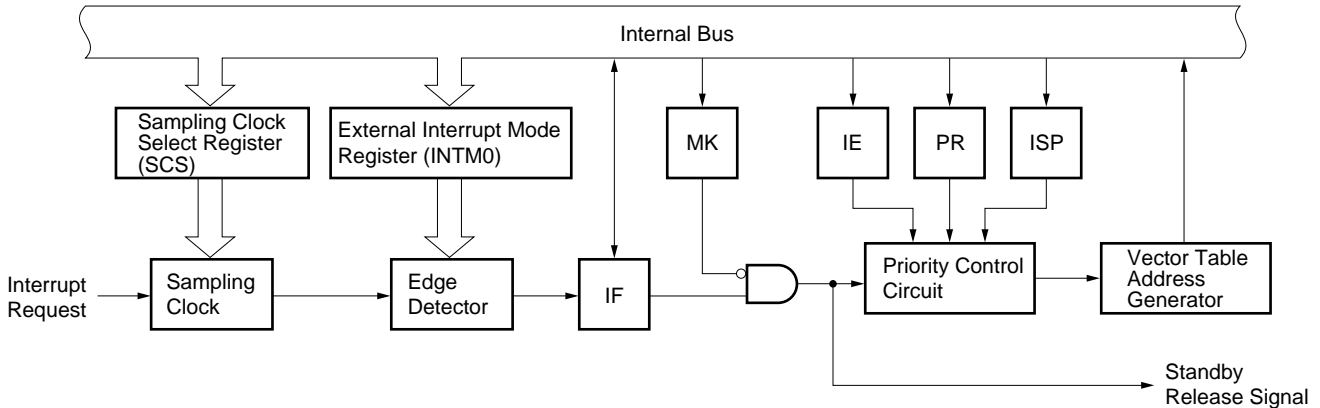 Internal Bus
Sampling Clock
Select Register
(SCS)
External Interrupt Mode
Register (INTM0)
MK
IE
PR
ISP
Interrupt
Request
Sampling
Clock
Edge
Detector
IF
Priority Control
Circuit
Vector Table
Address
Generator
Standby
Release Signal